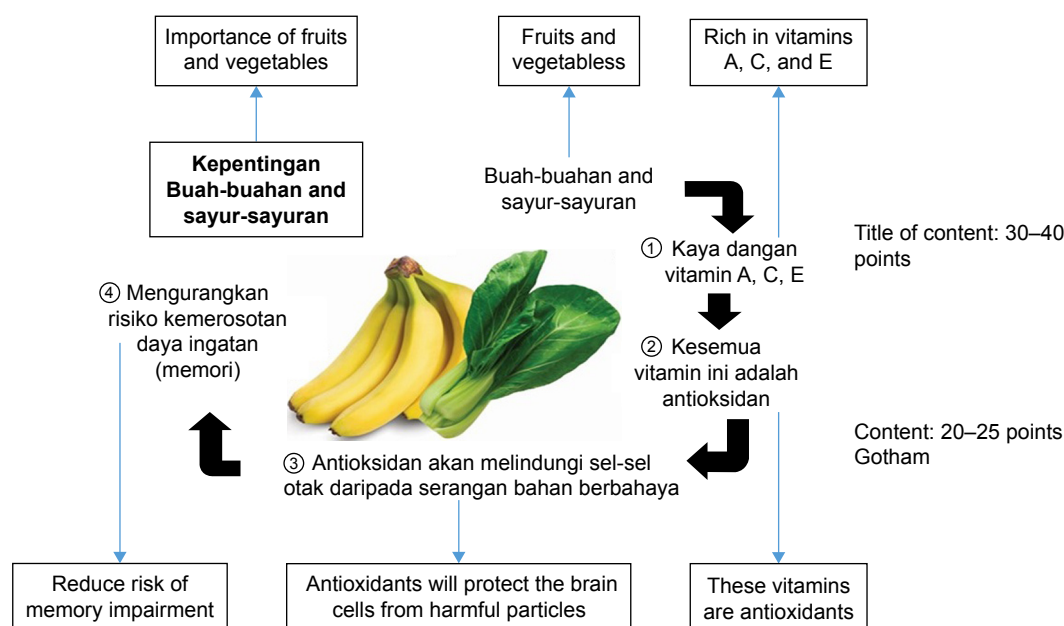 Importance of fruits
and vegetables
Fruits and
vegetabless
Rich in vitamins
A, C, and E
Kepentingan
Buah-buahan and
sayur-sayuran
Buah-buahan and
sayur-sayuran
① Kaya dangan
vitamin A, C, E
Title of content: 30–40
points
② Kesemua
vitamin ini adalah
antioksidan
Content: 20–25 points
Gotham
③ Antioksidan akan melindungi sel-sel
otak daripada serangan bahan berbahaya
④ Mengurangkan
risiko kemerosotan
daya ingatan
(memori)
Reduce risk of
memory impairment
Antioxidants will protect the brain
cells from harmful particles
These vitamins
are antioxidants